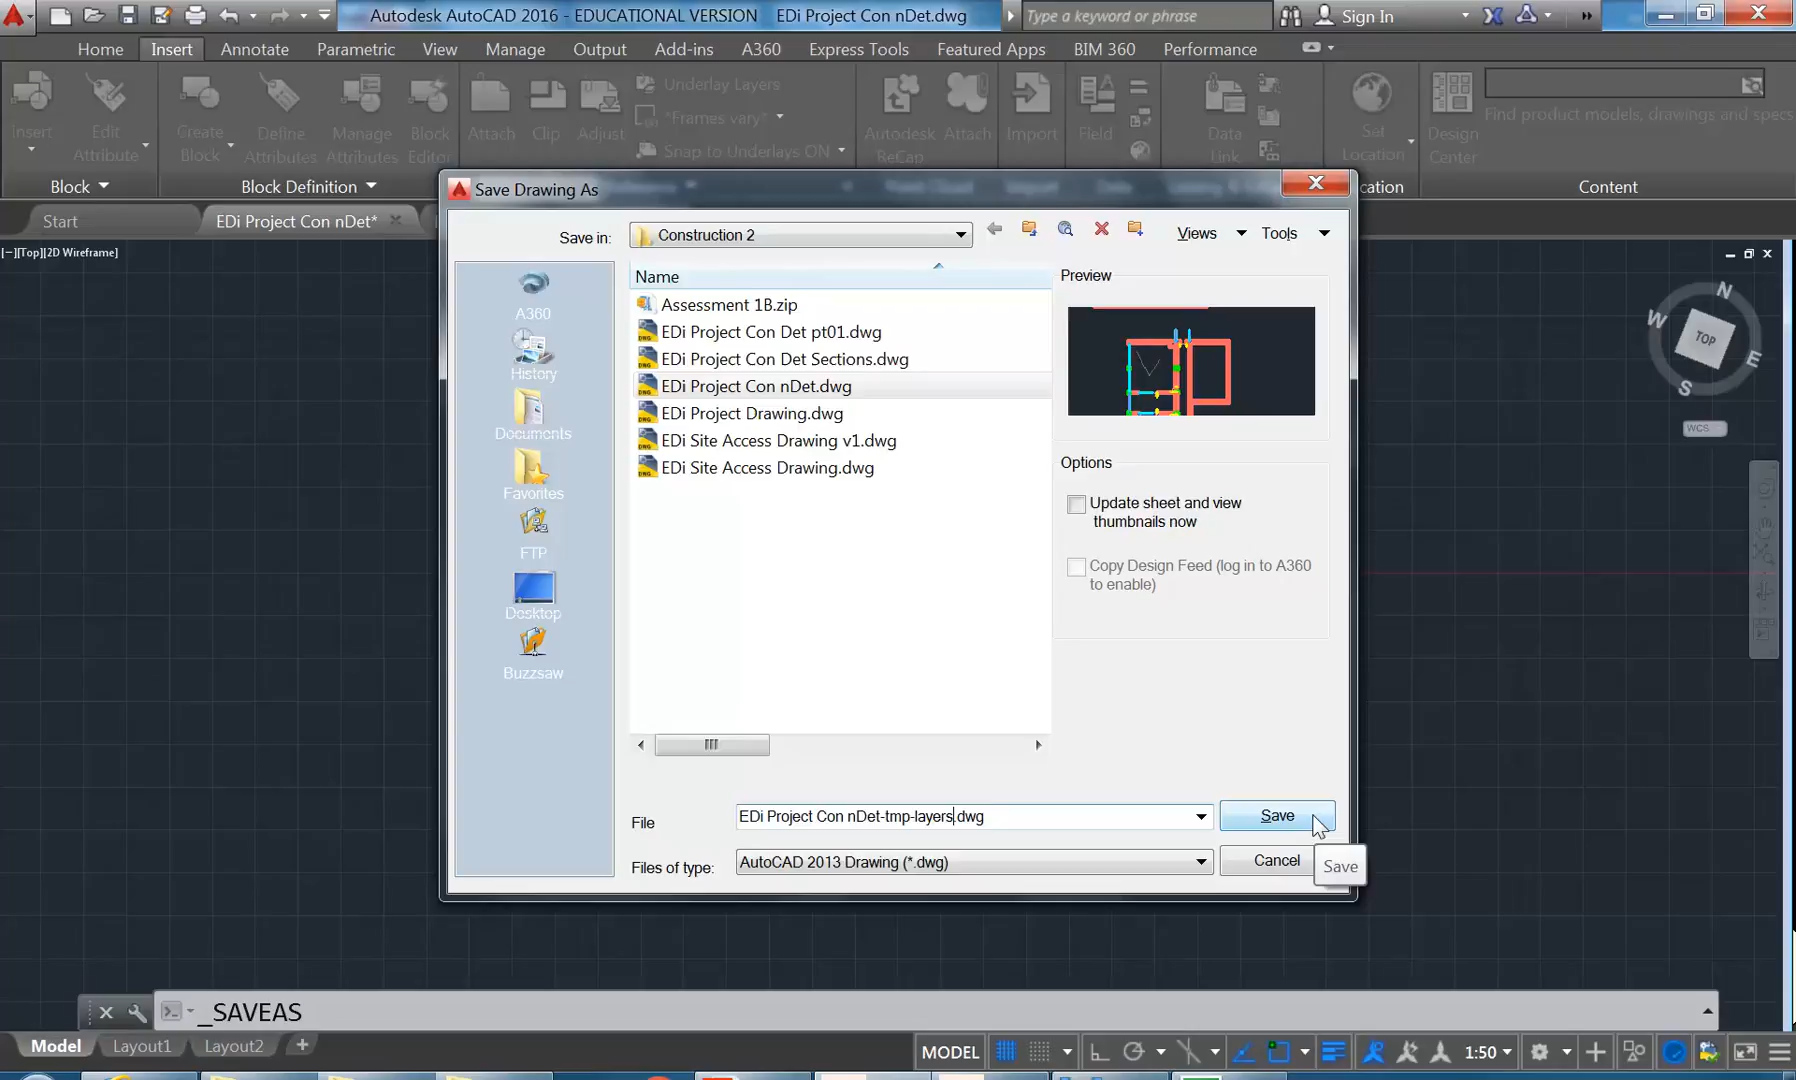 Autodesk AutoCAD 2016 - EDUCATIONAL VERSION EDi Project Con nDet.dwg
Type a keyword or phrase
Sign In
Home Insert Annotate Parametric View Manage Output Add-ins A360 Express Tools Featured Apps BIM 360 Performance
Insert
Edit Attribute
Create Block
Define Attributes
Manage Attributes
Block Editor
Attach
Clip
Adjust
Underlay Layers
*Frames vary*
Snap to Underlays ON
Autodesk ReCap
Attach
Import
Field
Data Link
Set Location
Design Center
Find product models, drawings and specs
Block
Block Definition
Content
Start
EDi Project Con nDet*
[−][Top][2D Wireframe]
Save Drawing As
Save in:
Construction 2
Views
Tools
A360
History
Documents
Favorites
FTP
Desktop
Buzzsaw
Name
Assessment 1B.zip
EDi Project Con Det pt01.dwg
EDi Project Con Det Sections.dwg
EDi Project Con nDet.dwg
EDi Project Drawing.dwg
EDi Site Access Drawing v1.dwg
EDi Site Access Drawing.dwg
Preview
Options
Update sheet and view
thumbnails now
Copy Design Feed (log in to A360
to enable)
File
EDi Project Con nDet-tmp-layers.dwg
Save
Files of type:
AutoCAD 2013 Drawing (*.dwg)
Cancel
Save
N
W
TOP
E
S
WCS
_SAVEAS
Model Layout1 Layout2
MODEL
1:50